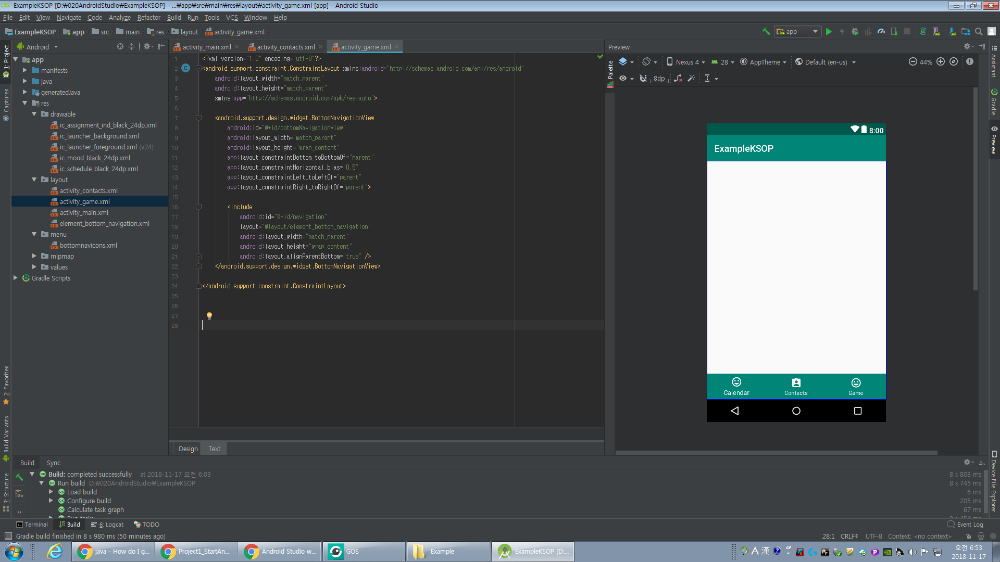 ExampleKSOP [D:₩020AndroidStudio₩ExampleKSOP] - ...₩app₩src₩main₩res₩layout₩activity_game.xml [app] - Android Studio
File Edit View Navigate Code Analyze Refactor Build Run Tools VCS Window Help
ExampleKSOP app src main res layout activity_game.xml
app
1: Project
Captures
2: Favorites
Build Variants
7: Structure
Android
app
manifests
java
generatedJava
res
drawable
ic_assignment_ind_black_24dp.xml
ic_launcher_background.xml
ic_launcher_foreground.xml (v24)
ic_mood_black_24dp.xml
ic_schedule_black_24dp.xml
layout
activity_contacts.xml
activity_game.xml
activity_main.xml
element_bottom_navigation.xml
menu
bottomnavicons.xml
mipmap
values
Gradle Scripts
activity_main.xml activity_contacts.xml activity_game.xml
1 <?xml version="1.0" encoding="utf-8"?>
2 <android.support.constraint.ConstraintLayout xmlns:android="http://schemas.android.com/apk/res/android"
3 android:layout_width="match_parent"
4 android:layout_height="match_parent"
5 xmlns:app="http://schemas.android.com/apk/res-auto">
6
7 <android.support.design.widget.BottomNavigationView
8 android:id="@+id/bottomNavigationView"
9 android:layout_width="match_parent"
10 android:layout_height="wrap_content"
11 app:layout_constraintBottom_toBottomOf="parent"
12 app:layout_constraintHorizontal_bias="0.5"
13 app:layout_constraintLeft_toLeftOf="parent"
14 app:layout_constraintRight_toRightOf="parent">
15
16 <include
17 android:id="@+id/navigation"
18 layout="@layout/element_bottom_navigation"
19 android:layout_width="match_parent"
20 android:layout_height="wrap_content"
21 android:layout_alignParentBottom="true" />
22 </android.support.design.widget.BottomNavigationView>
23
24 </android.support.constraint.ConstraintLayout>
25
26
27
28
Design Text
Preview
Palette
Nexus 4 28 AppTheme Default (en-us) 44%
8dp
8:00
ExampleKSOP
Calendar Contacts Game
Assistant
Gradle
Preview
Device File Explorer
Build Sync
Build: completed successfully at 2018-11-17 오전 6:03 8 s 803 ms
Run build D:₩020AndroidStudio₩ExampleKSOP 8 s 745 ms
Load build 6 ms
Configure build 205 ms
Calculate task graph 67 ms
Terminal Build 6: Logcat TODO Event Log
Gradle build finished in 8 s 980 ms (50 minutes ago) 28:1 CRLF UTF-8 Context: <no context>
java - How do I g... Project1_StartAn... Android Studio w... GOS Example ExampleKSOP [D:...
A 漢
오전 6:53
2018-11-17